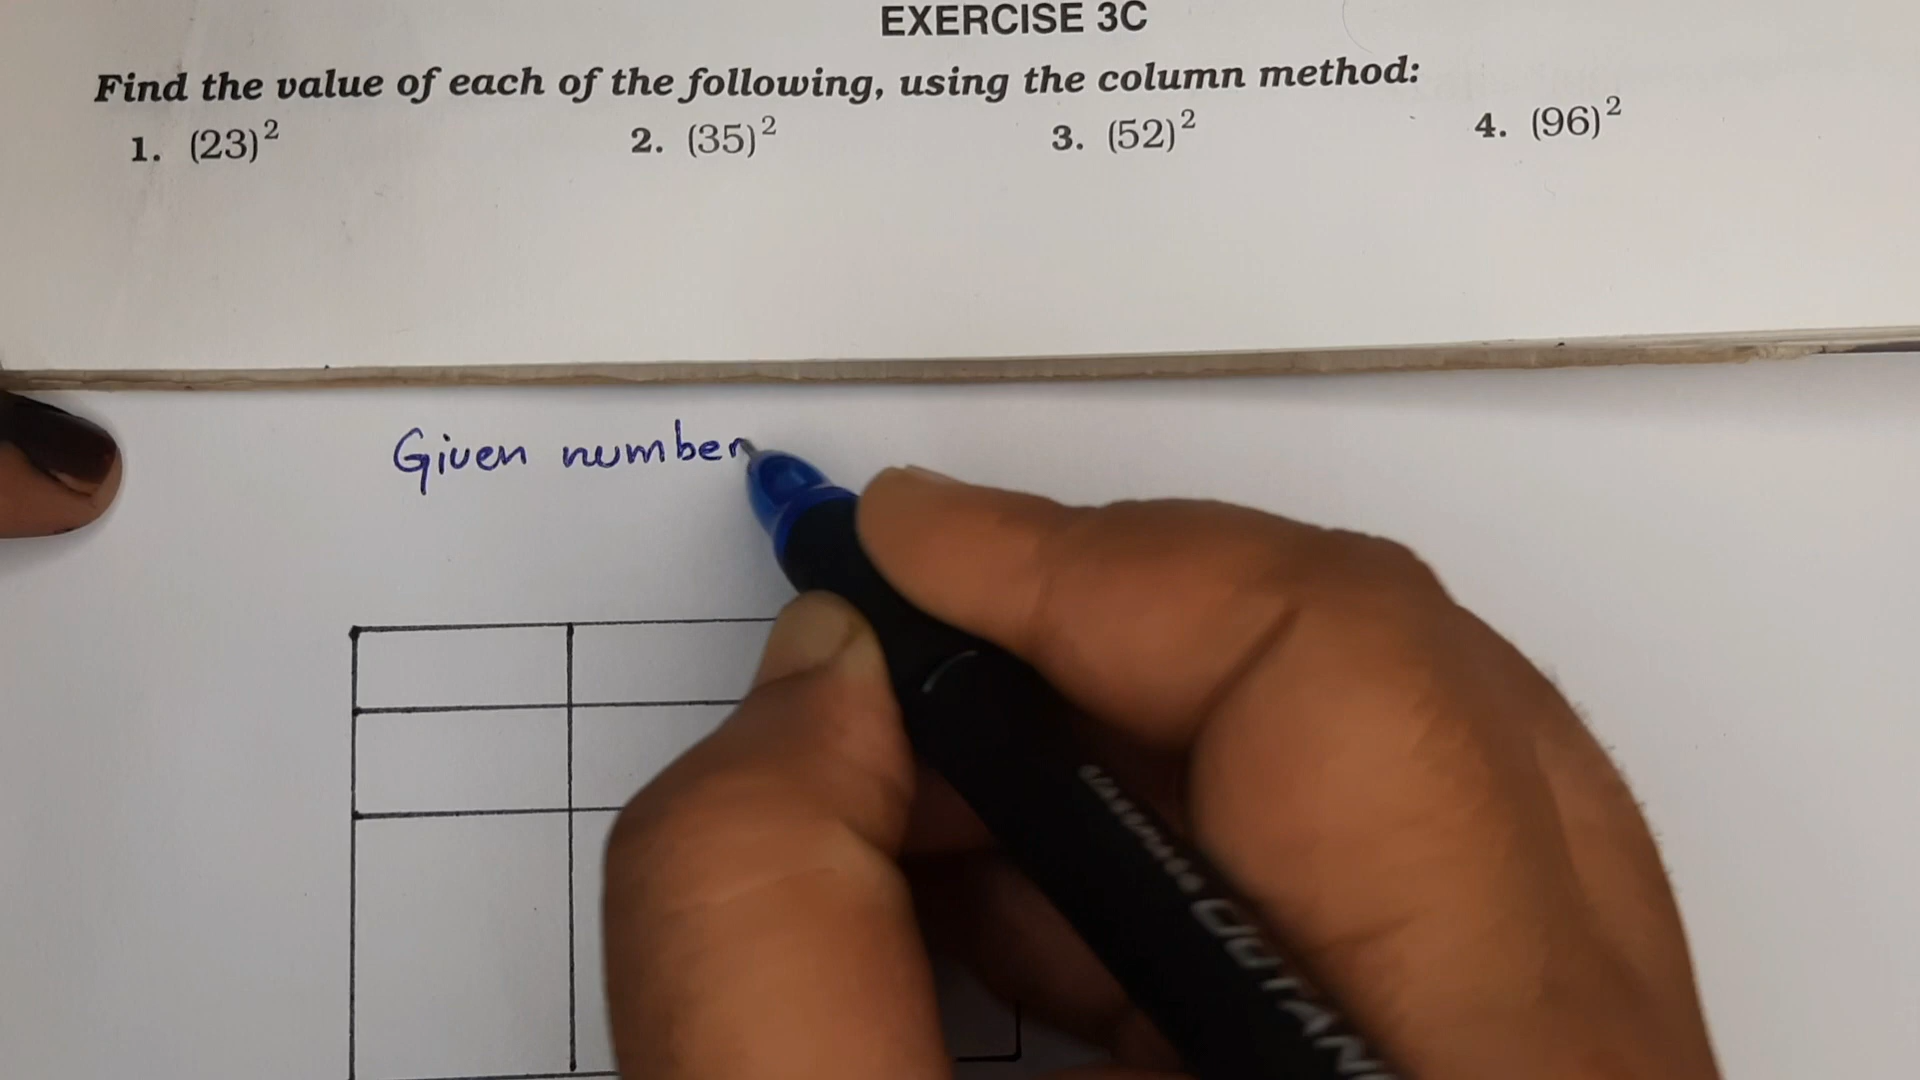 EXERCISE 3C
Find the value of each of the following, using the column method:
1. (23)² 2. (35)² 3. (52)² 4. (96)²
Given number